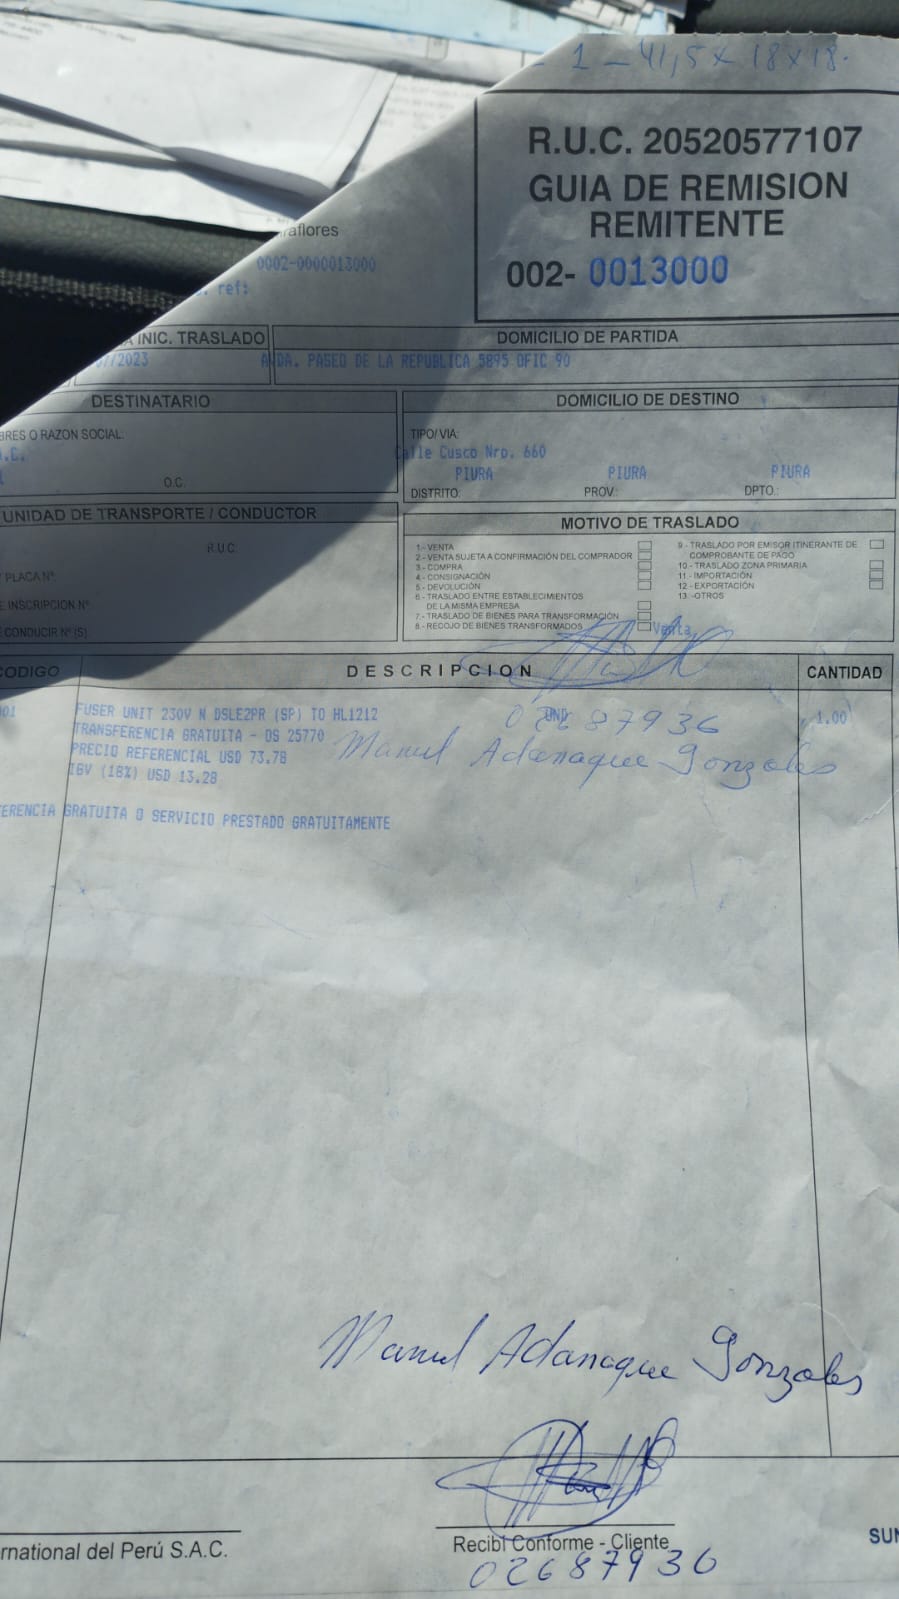 - 1 - 41,5 x 18 x 18.
R.U.C. 20520577107
GUIA DE REMISION
REMITENTE
002- 0013000
raflores
0002-0000013000
. ref:
A INIC. TRASLADO
/2023
DOMICILIO DE PARTIDA
AVDA. PASEO DE LA REPUBLICA 5895 OFIC 90
DESTINATARIO
BRES O RAZON SOCIAL:
.C.
O.C.
DOMICILIO DE DESTINO
TIPO/VIA:
Calle Cusco Nro. 660
PIURA PIURA PIURA
DISTRITO: PROV.: DPTO.:
UNIDAD DE TRANSPORTE / CONDUCTOR
R.U.C.
PLACA Nº:
E INSCRIPCION Nº
CONDUCIR Nº (S)
MOTIVO DE TRASLADO
1.- VENTA
2.- VENTA SUJETA A CONFIRMACIÓN DEL COMPRADOR
3.- COMPRA
4.- CONSIGNACIÓN
5.- DEVOLUCIÓN
6.- TRASLADO ENTRE ESTABLECIMIENTOS
DE LA MISMA EMPRESA
7.- TRASLADO DE BIENES PARA TRANSFORMACIÓN
8.- RECOJO DE BIENES TRANSFORMADOS
9.- TRASLADO POR EMISOR ITINERANTE DE
COMPROBANTE DE PAGO
10.- TRASLADO ZONA PRIMARIA
11.- IMPORTACIÓN
12.- EXPORTACIÓN
13.-OTROS
Venta
CODIGO DESCRIPCION CANTIDAD
001 FUSER UNIT 230V N DSLE2PR (SP) TO HL1212 UND 1.00
02687936
TRANSFERENCIA GRATUITA - DS 25770
Manuel Adanaque Gonzales
PRECIO REFERENCIAL USD 73.78
IGV (18%) USD 13.28
FERENCIA GRATUITA O SERVICIO PRESTADO GRATUITAMENTE
Manuel Adanaque Gonzales
rnational del Perú S.A.C.
Recibí Conforme - Cliente
SUN
02687936